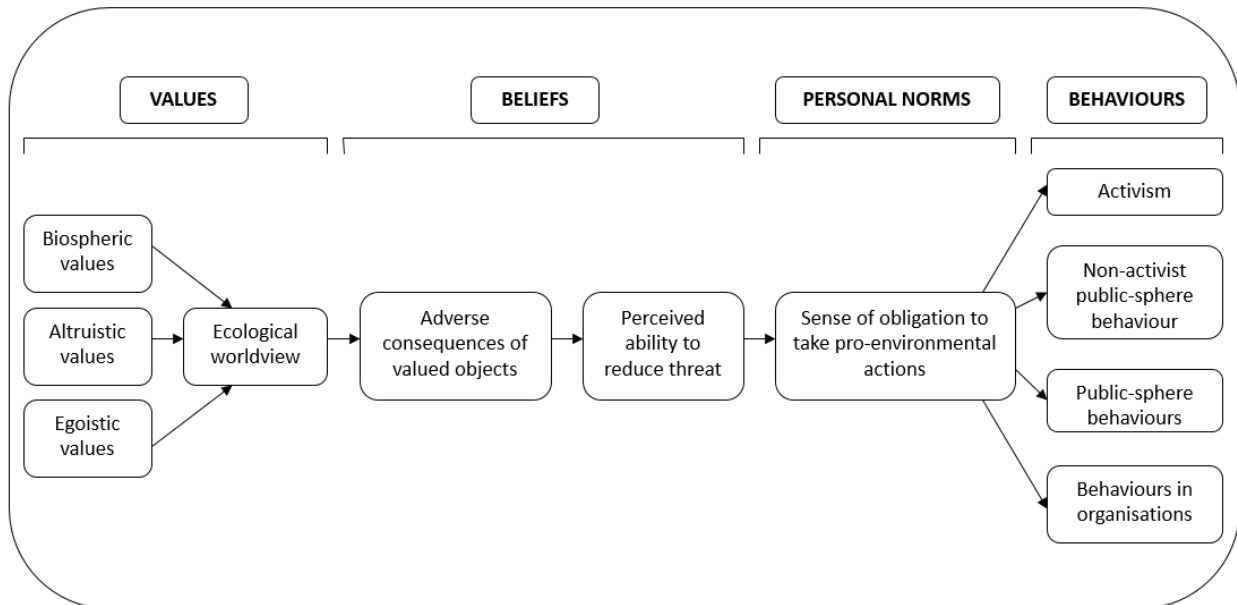 VALUES
BELIEFS
PERSONAL NORMS
BEHAVIOURS
Biospheric
values
Altruistic
values
Egoistic
values
Ecological
worldview
Adverse
consequences of
valued objects
Perceived
ability to
reduce threat
Sense of obligation to
take pro-environmental
actions
Activism
Non-activist
public-sphere
behaviour
Public-sphere
behaviours
Behaviours in
organisations